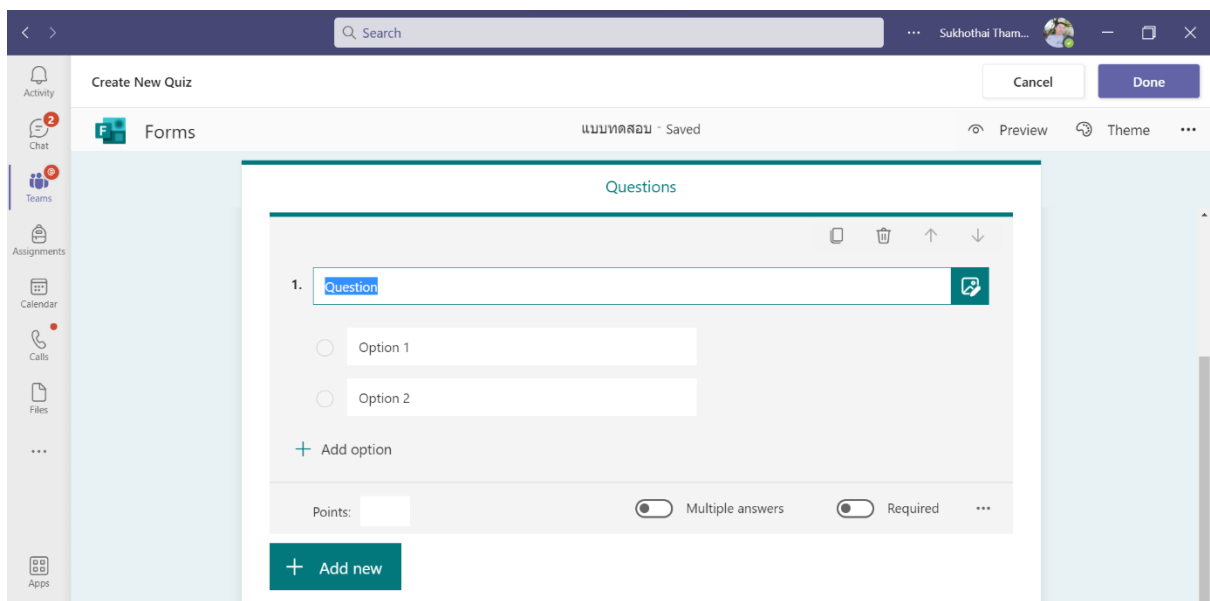 Search
Sukhothai Tham...
Activity
Create New Quiz
Cancel
Done
2
Chat
F
Forms
แบบทดสอบ - Saved
Preview
Theme
@
Teams
Questions
Assignments
1. Question
Calendar
Option 1
Calls
Option 2
Files
Add option
Points:
Multiple answers
Required
Add new
Apps